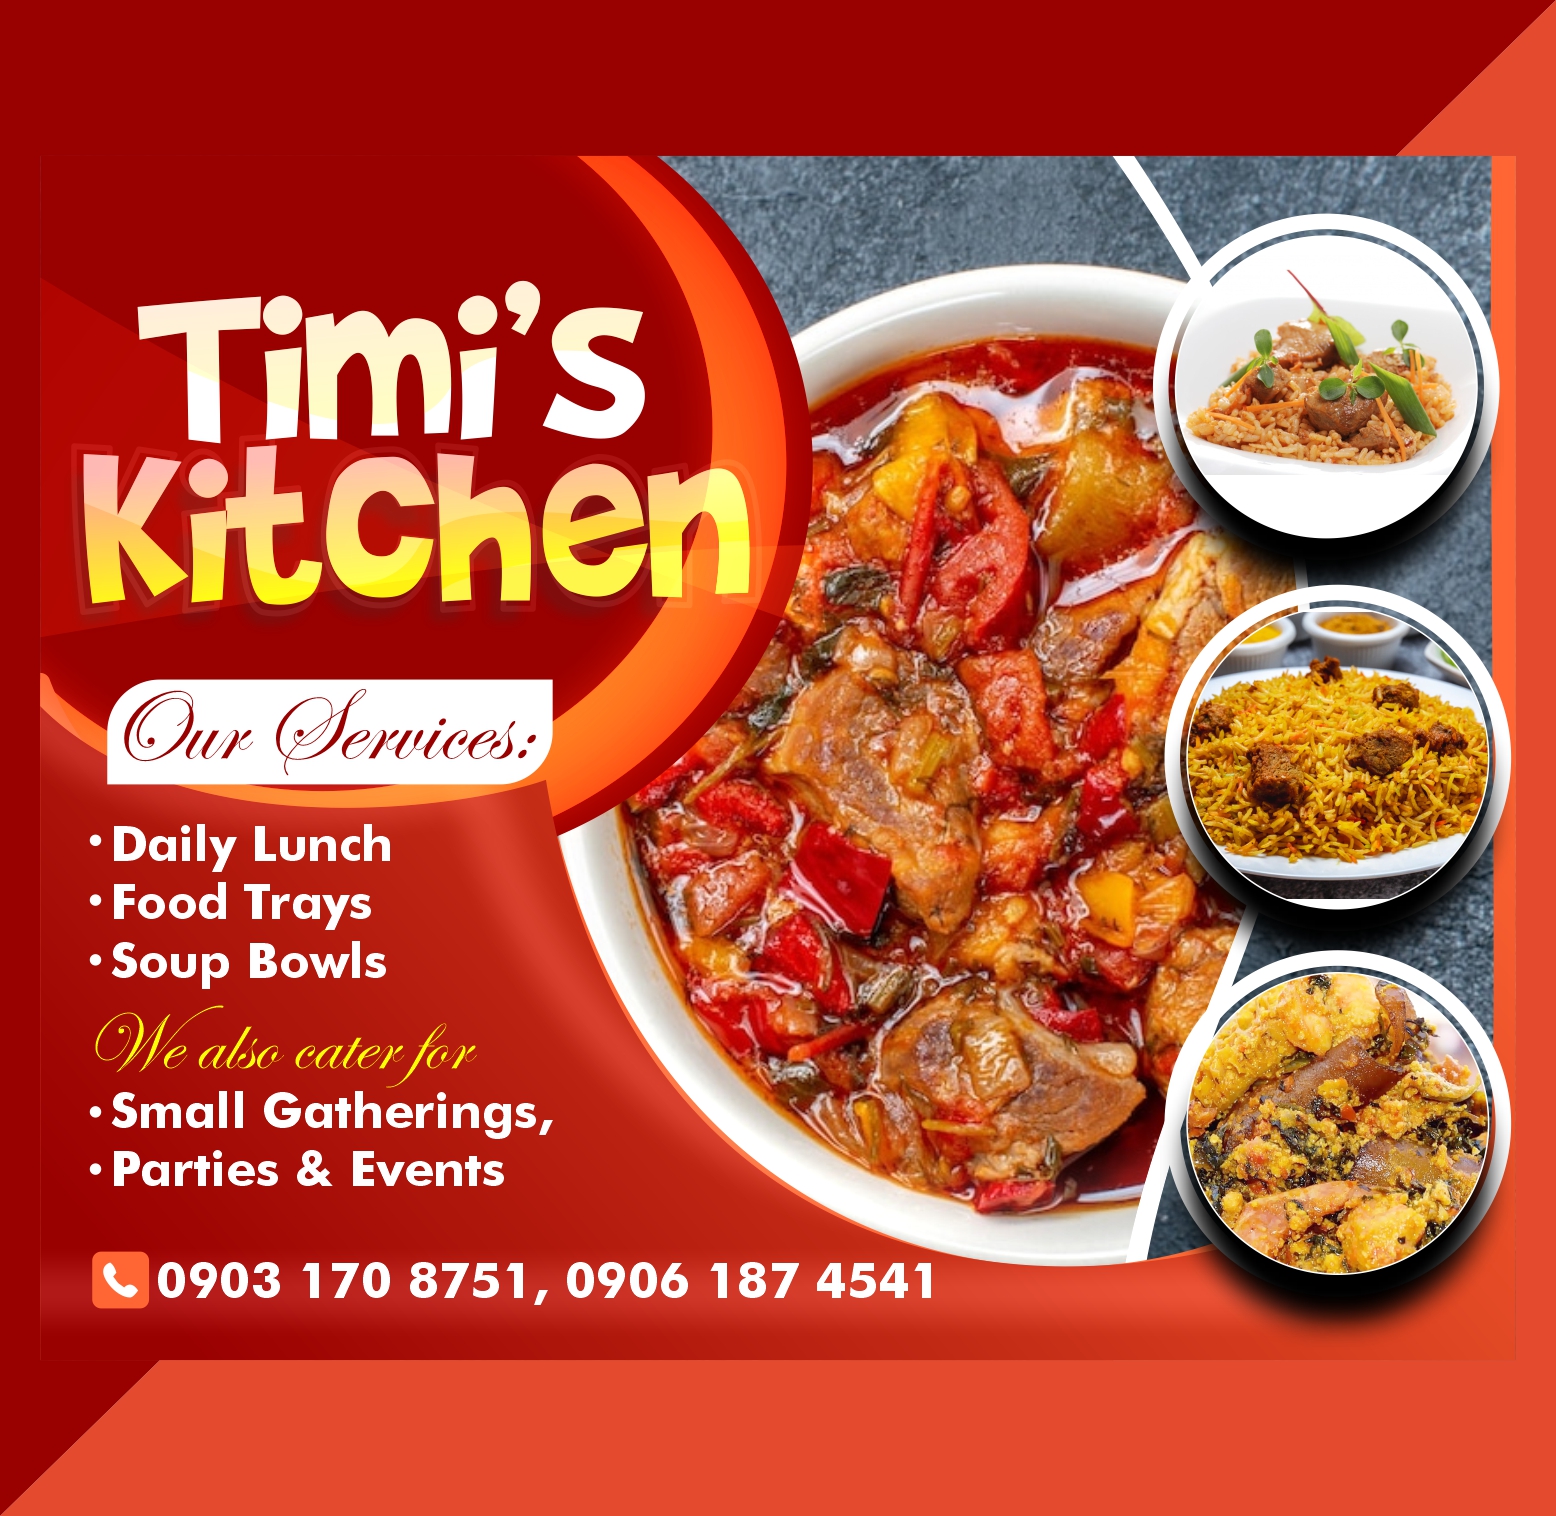 Timi's
Kitchen
Our Services:
• Daily Lunch
• Food Trays
• Soup Bowls
We also cater for
• Small Gatherings,
• Parties & Events
0903 170 8751, 0906 187 4541